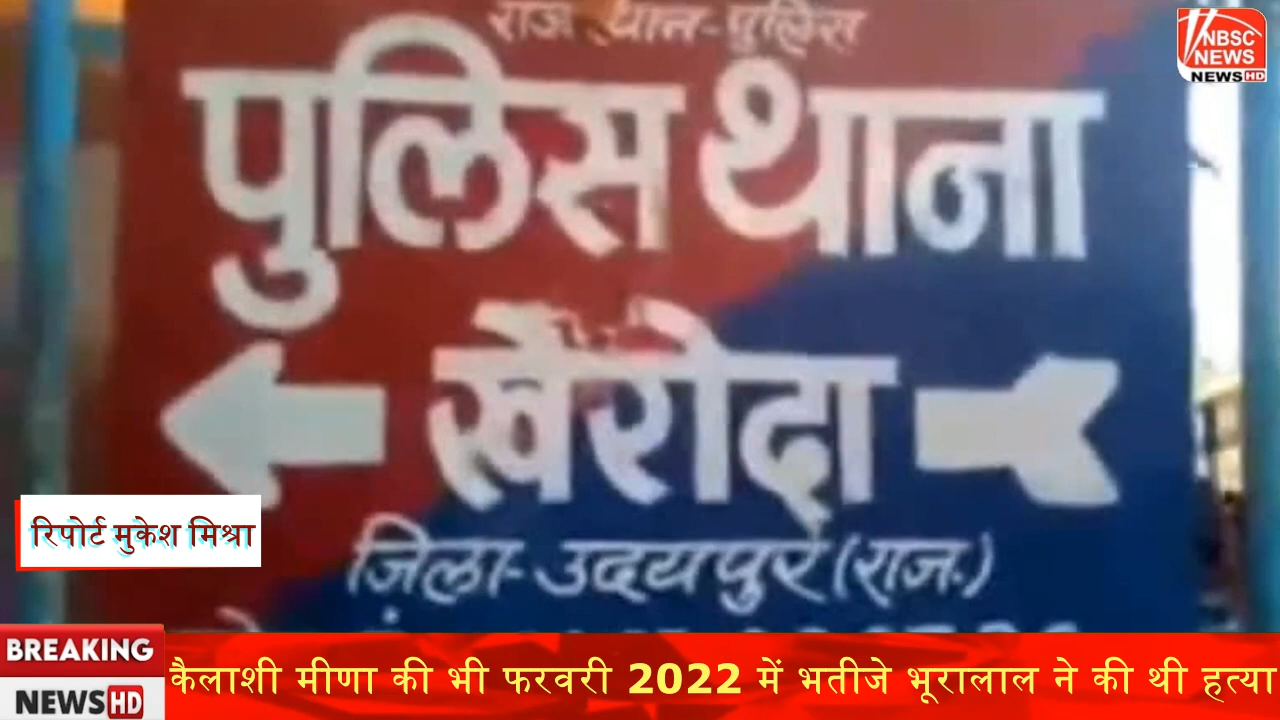 राजस्थान-पुलिस
पुलिस थाना
खेरोदा
जिला-उदयपुर (राज.)
NBSC
NEWS
NEWS HD
रिपोर्ट मुकेश मिश्रा
BREAKING
NEWS HD
कैलाशी मीणा की भी फरवरी 2022 में भतीजे भूरालाल ने की थी हत्या